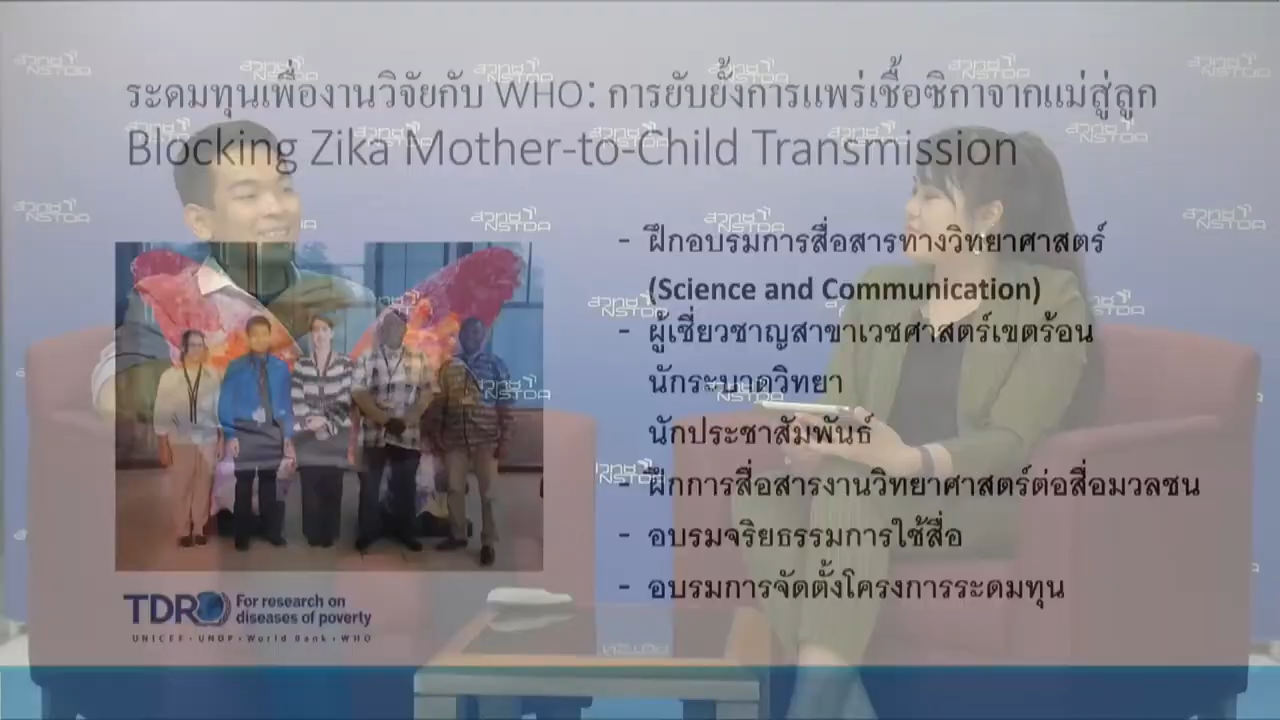 ระดมทุนเพื่องานวิจัยกับ WHO: การยับยั้งการแพร่เชื้อซิกาจากแม่สู่ลูก
Blocking Zika Mother-to-Child Transmission
- ฝึกอบรมการสื่อสารทางวิทยาศาสตร์
(Science and Communication)
- ผู้เชี่ยวชาญสาขาเวชศาสตร์เขตร้อน
นักระบาดวิทยา
นักประชาสัมพันธ์
- ฝึกการสื่อสารงานวิทยาศาสตร์ต่อสื่อมวลชน
- อบรมจริยธรรมการใช้สื่อ
- อบรมการจัดตั้งโครงการระดมทุน
TDR For research on
diseases of poverty
UNICEF · UNDP · World Bank · WHO
สวทช
NSTDA